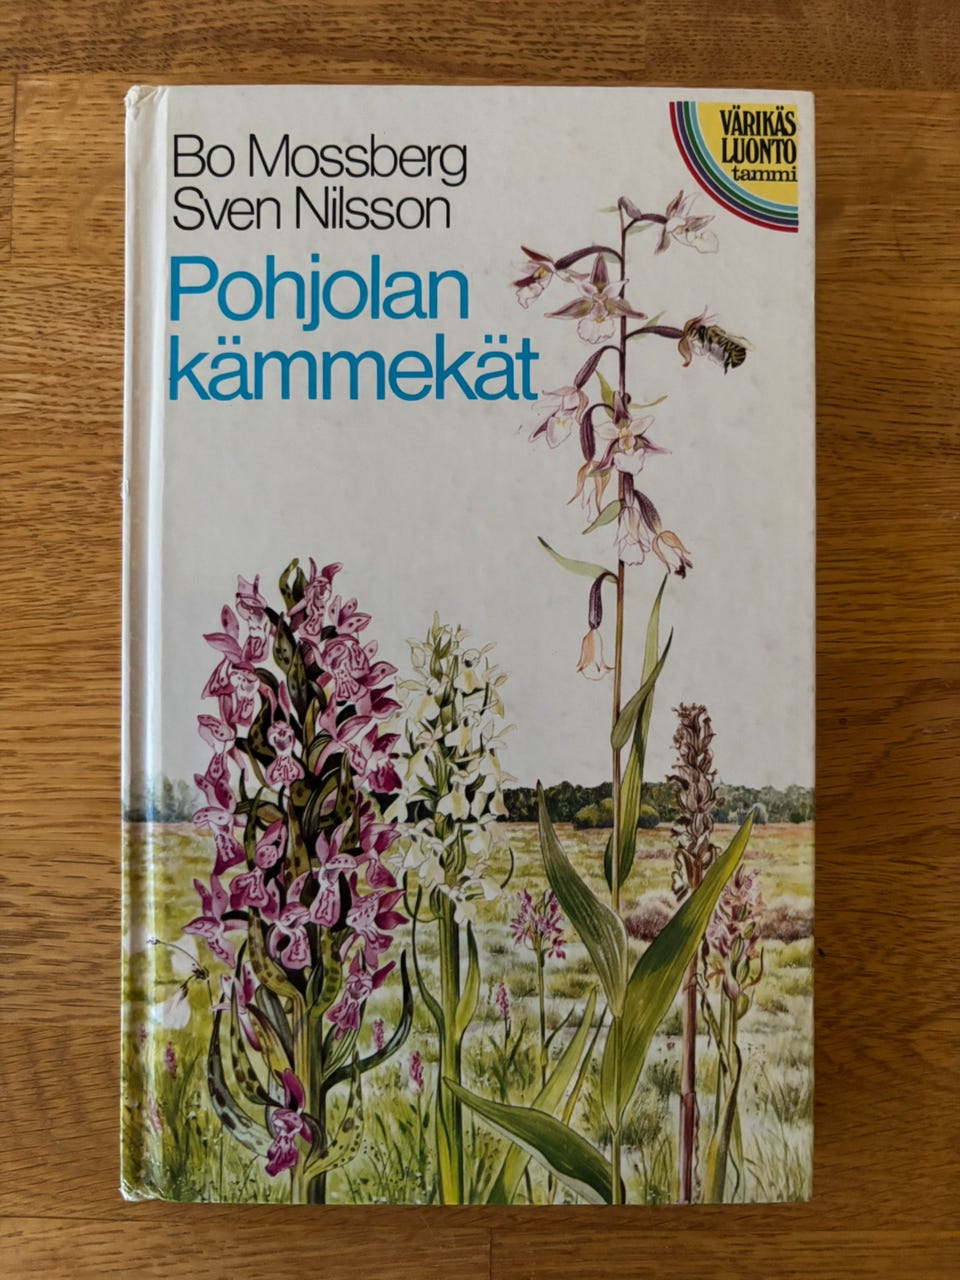 Bo Mossberg
Sven Nilsson
Pohjolan
kämmekät
VÄRIKÄS
LUONTO
tammi